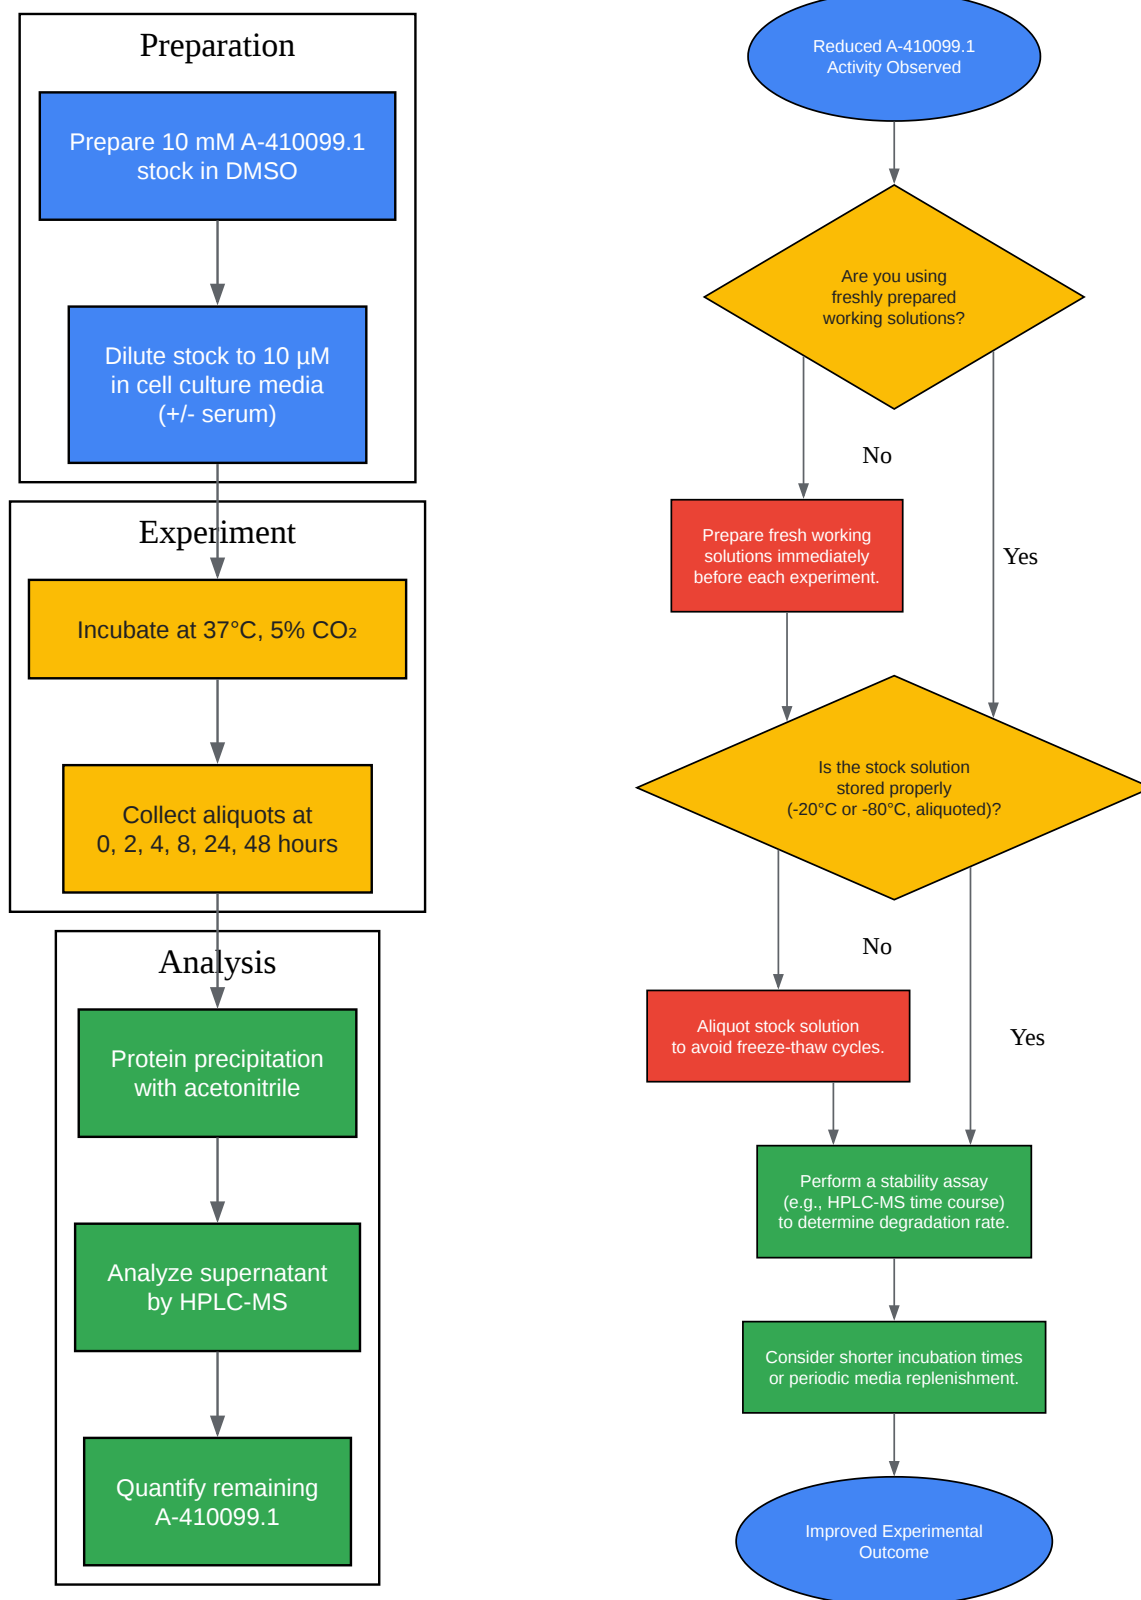 Preparation
Prepare 10 mM A-410099.1
stock in DMSO
Dilute stock to 10 µM
in cell culture media
(+/- serum)
Experiment
Incubate at 37°C, 5% CO₂
Collect aliquots at
0, 2, 4, 8, 24, 48 hours
Analysis
Protein precipitation
with acetonitrile
Analyze supernatant
by HPLC-MS
Quantify remaining
A-410099.1
Reduced A-410099.1
Activity Observed
Are you using
freshly prepared
working solutions?
No
Prepare fresh working
solutions immediately
before each experiment.
Yes
Is the stock solution
stored properly
(-20°C or -80°C, aliquoted)?
No
Aliquot stock solution
to avoid freeze-thaw cycles.
Yes
Perform a stability assay
(e.g., HPLC-MS time course)
to determine degradation rate.
Consider shorter incubation times
or periodic media replenishment.
Improved Experimental
Outcome